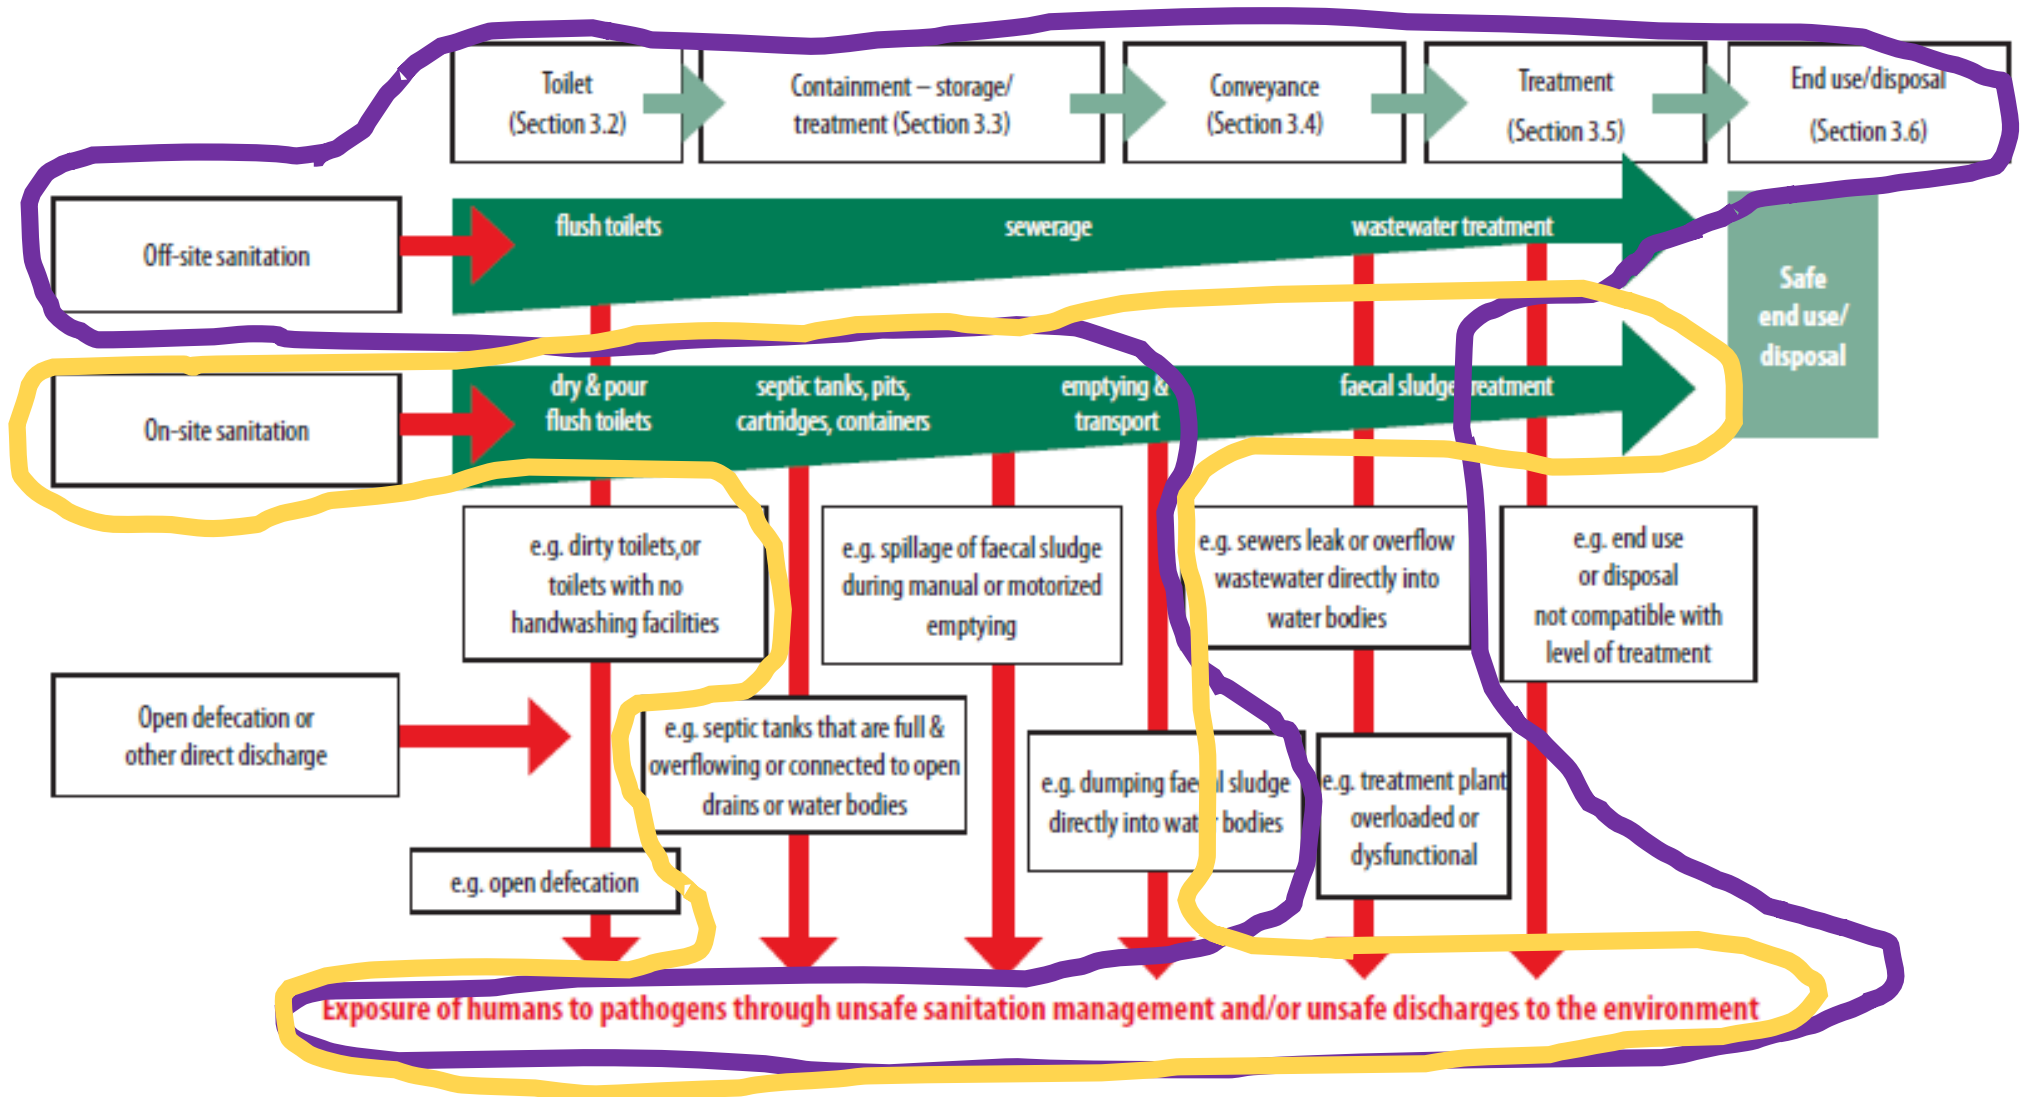 Toilet
(Section 3.2)
Containment – storage/
treatment (Section 3.3)
Conveyance
(Section 3.4)
Treatment
(Section 3.5)
End use/disposal
(Section 3.6)
Off-site sanitation
flush toilets
sewerage
wastewater treatment
Safe
end use/
disposal
On-site sanitation
dry & pour
flush toilets
septic tanks, pits,
cartridges, containers
emptying &
transport
faecal sludge treatment
e.g. dirty toilets,or
toilets with no
handwashing facilities
e.g. spillage of faecal sludge
during manual or motorized
emptying
e.g. sewers leak or overflow
wastewater directly into
water bodies
e.g. end use
or disposal
not compatible with
level of treatment
Open defecation or
other direct discharge
e.g. septic tanks that are full &
overflowing or connected to open
drains or water bodies
e.g. dumping faecal sludge
directly into water bodies
e.g. treatment plant
overloaded or
dysfunctional
e.g. open defecation
Exposure of humans to pathogens through unsafe sanitation management and/or unsafe discharges to the environment